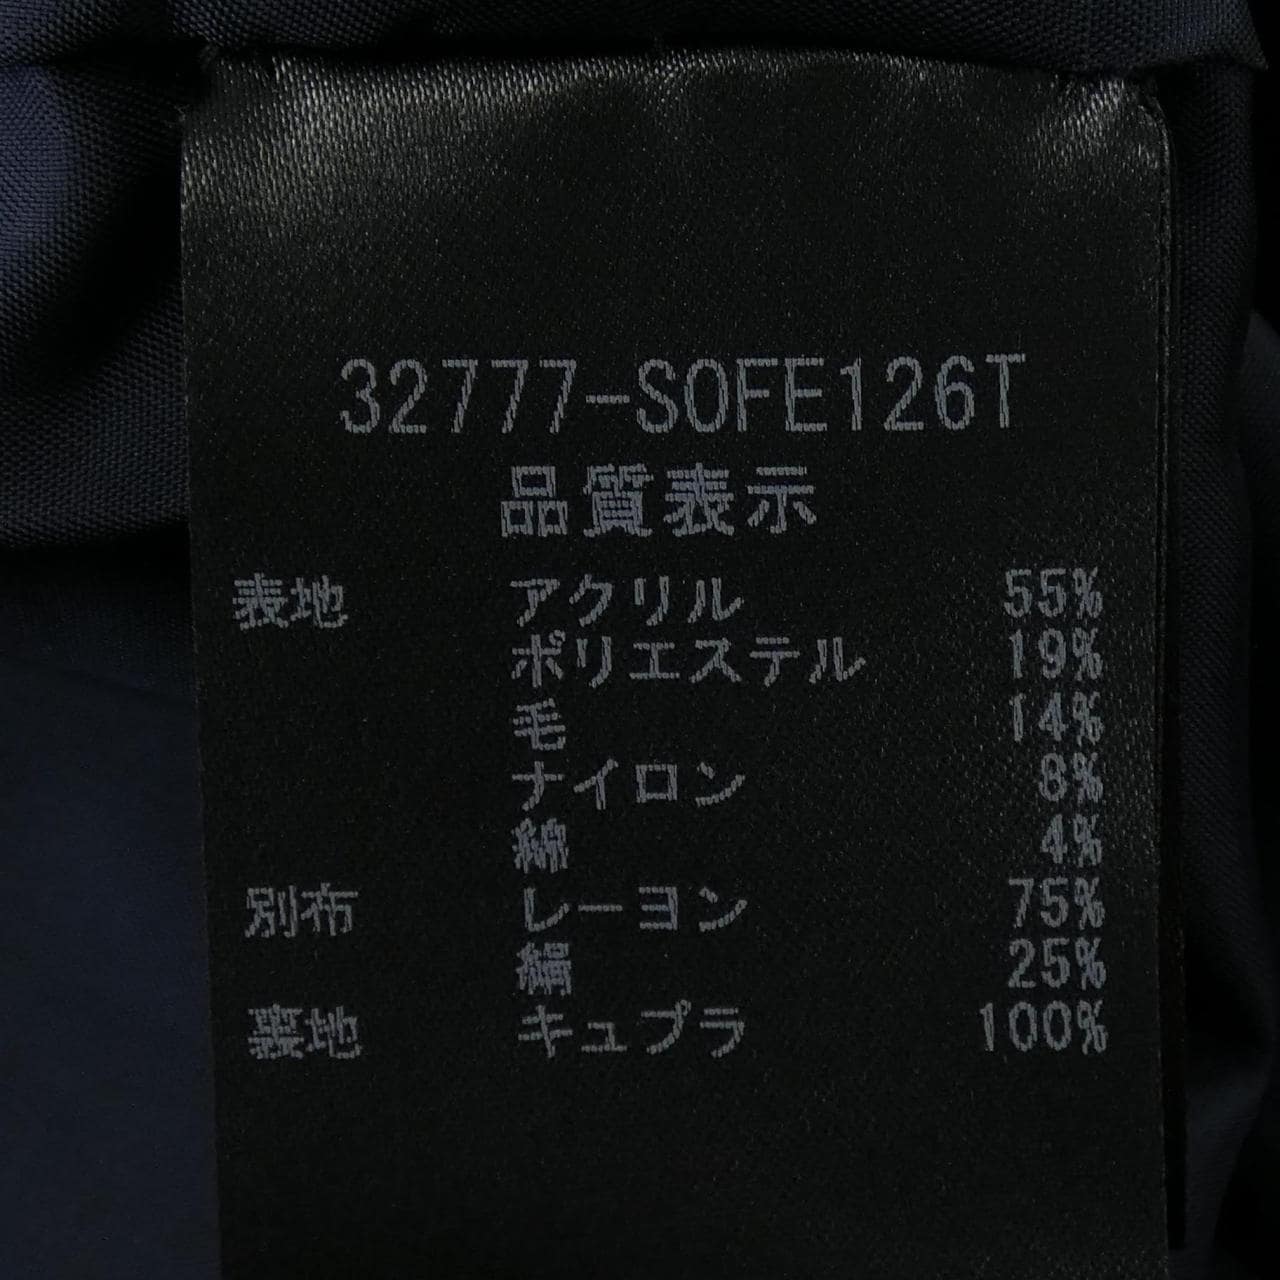 32777-SOFE126T
品質表示
表地 アクリル 55%
ポリエステル 19%
毛 14%
ナイロン 8%
綿 4%
別布 レーヨン 75%
絹 25%
裏地 キュプラ 100%